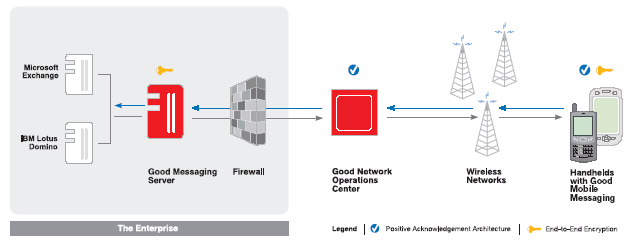 Microsoft
Exchange
IBM Lotus
Domino
Good Messaging
Server
Firewall
Good Network
Operations
Center
Wireless
Networks
Handhelds
with Good
Mobile
Messaging
The Enterprise
Legend
Positive Acknowledgement Architecture
End-to-End Encryption